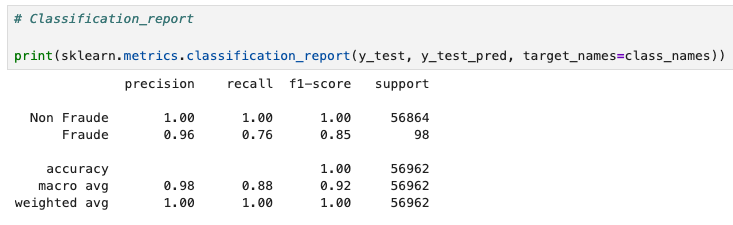 # Classification_report
print(sklearn.metrics.classification_report(y_test, y_test_pred, target_names=class_names))
precision recall f1-score support
Non Fraude 1.00 1.00 1.00 56864
Fraude 0.96 0.76 0.85 98
accuracy 1.00 56962
macro avg 0.98 0.88 0.92 56962
weighted avg 1.00 1.00 1.00 56962